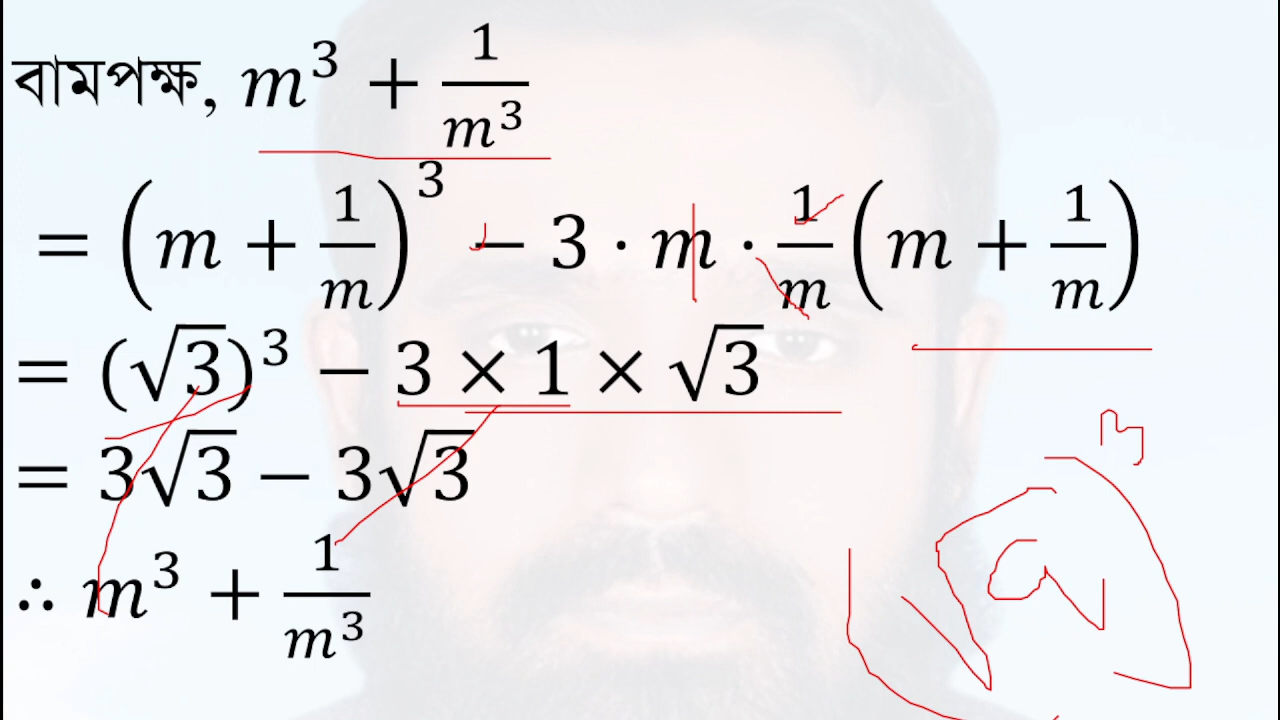 বামপক্ষ, m³ + 1/m³
= (m + 1/m)³ − 3 · m · 1/m (m + 1/m)
= (√3)³ − 3 × 1 × √3
= 3√3 − 3√3
∴ m³ + 1/m³